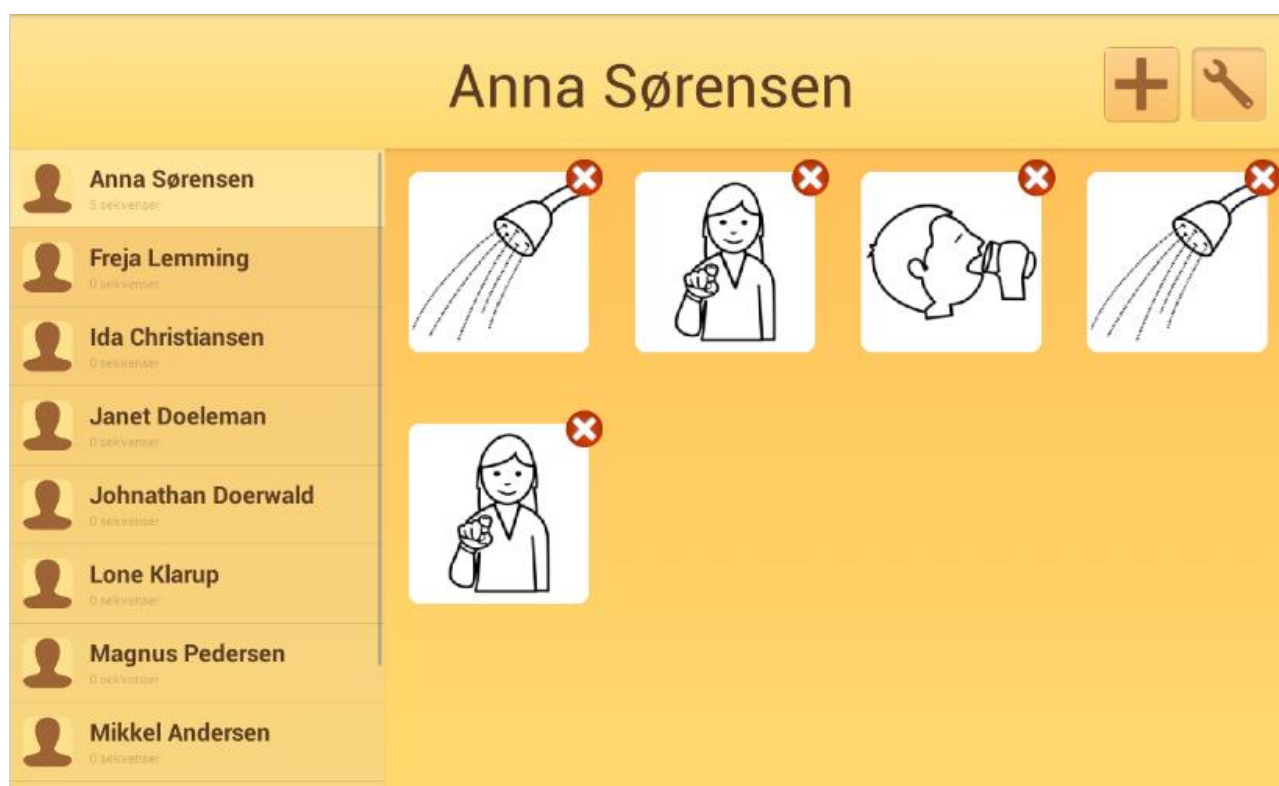 Anna Sørensen
Anna Sørensen
5 sekvenser
Freja Lemming
0 sekvenser
Ida Christiansen
0 sekvenser
Janet Doeleman
0 sekvenser
Johnathan Doerwald
0 sekvenser
Lone Klarup
0 sekvenser
Magnus Pedersen
0 sekvenser
Mikkel Andersen
0 sekvenser